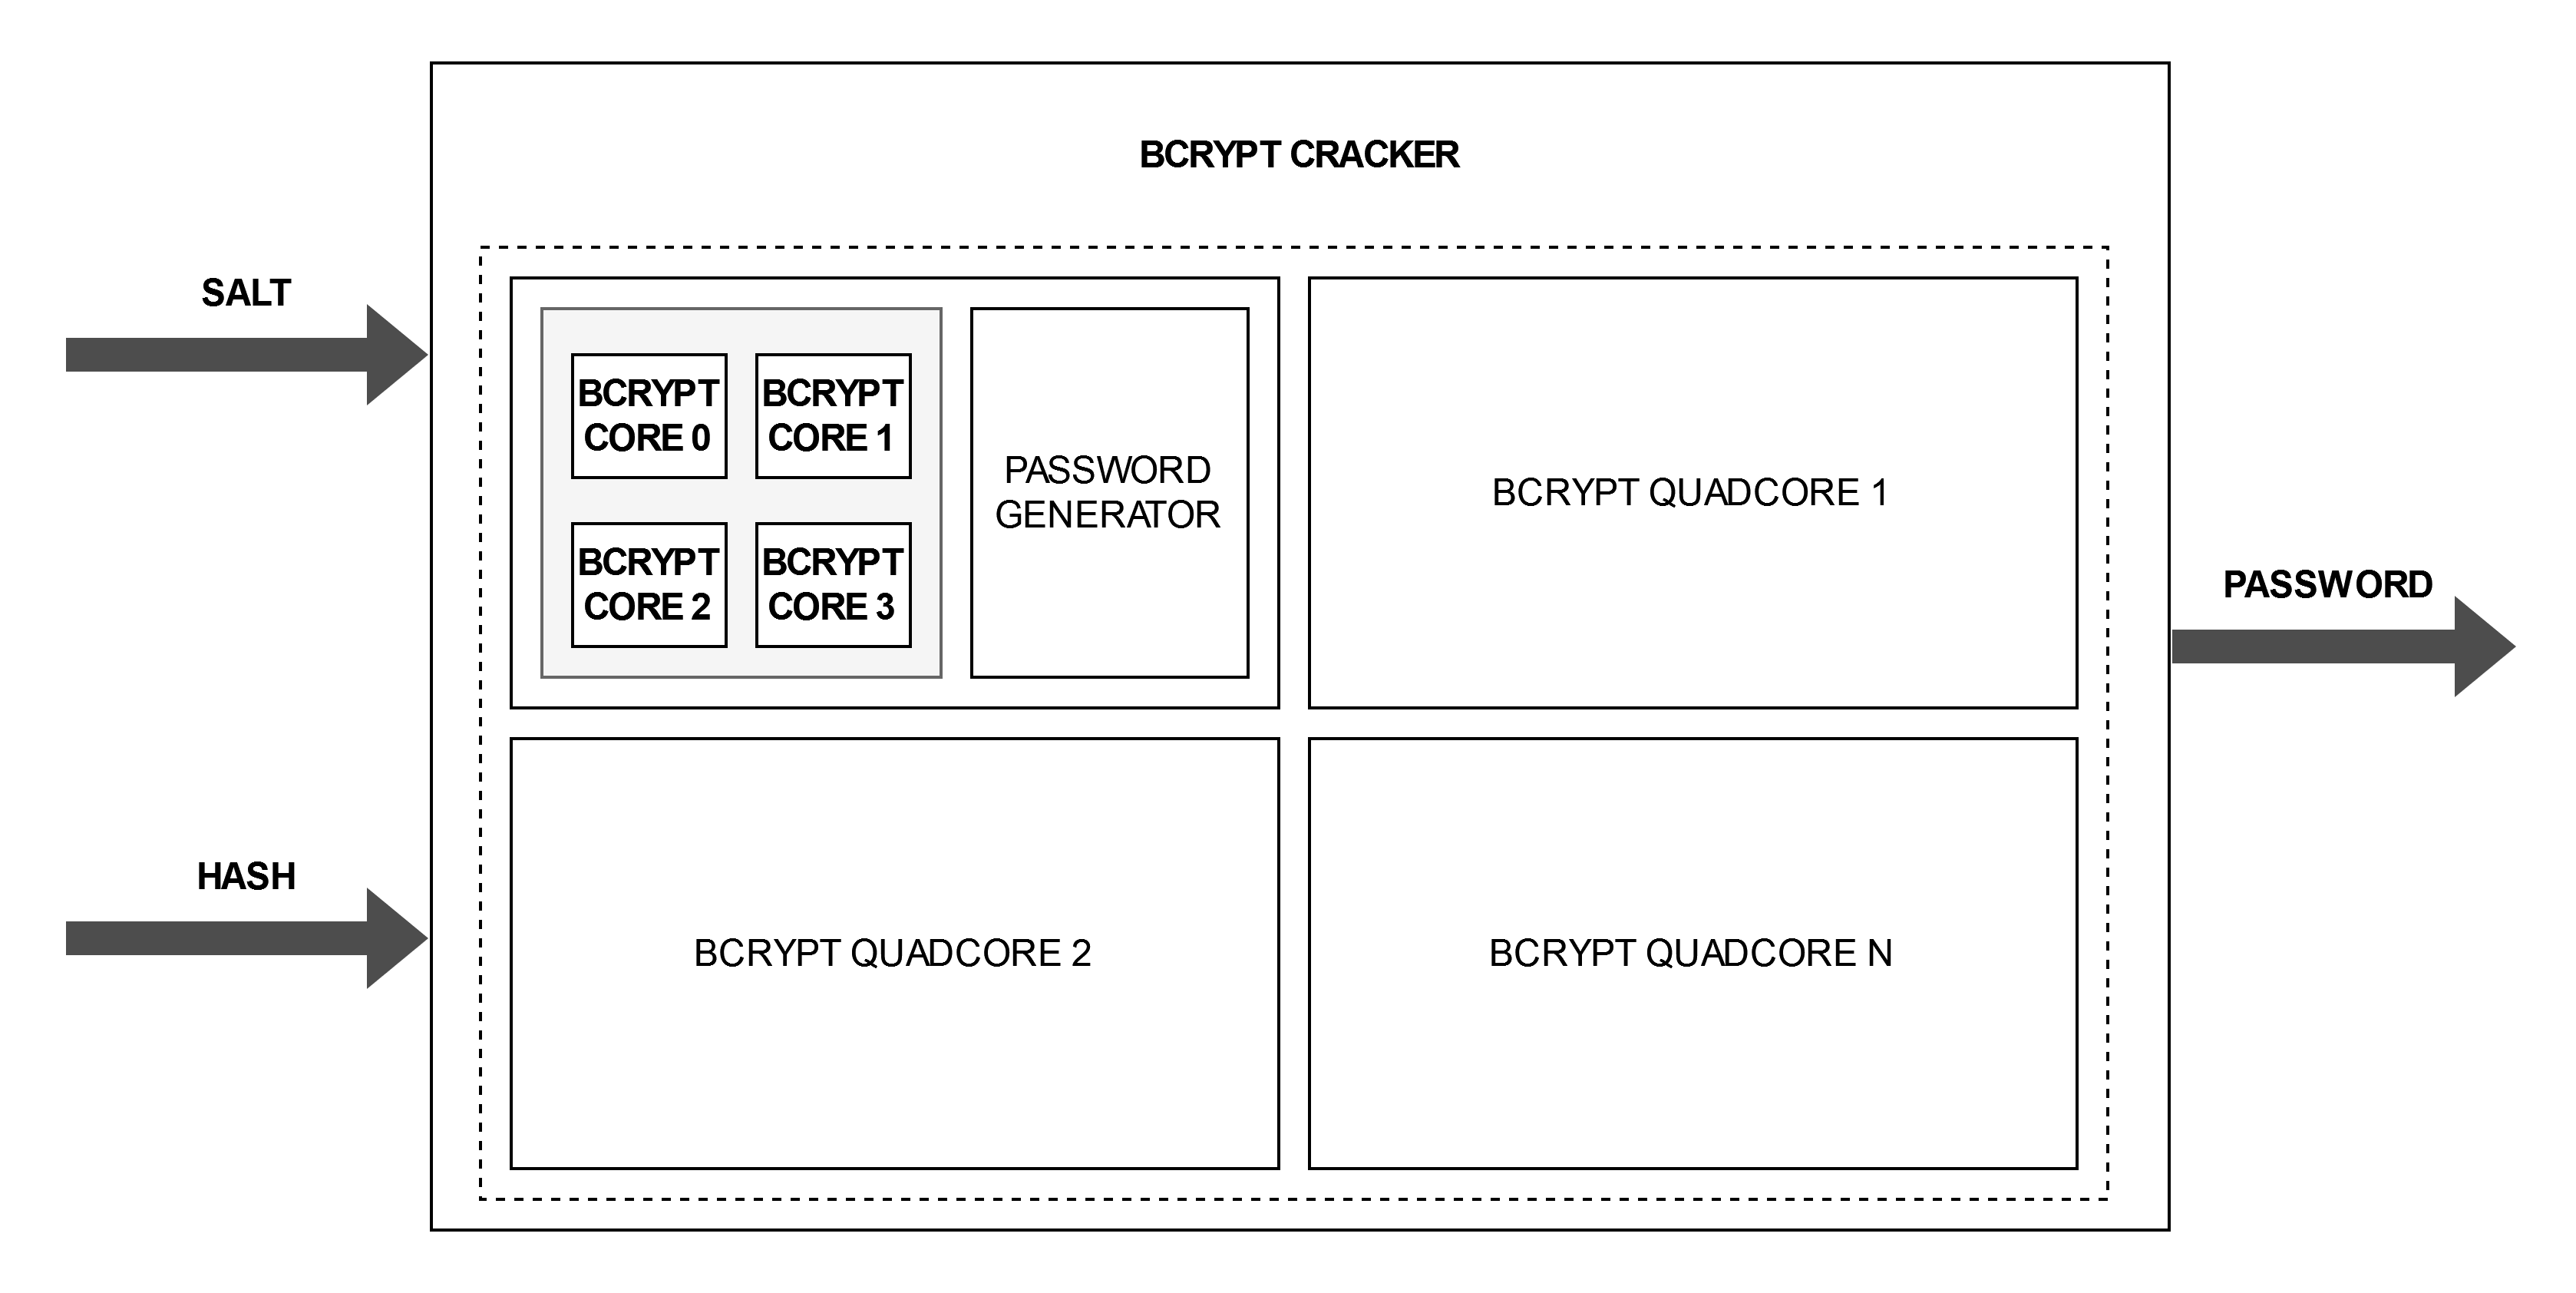 BCRYPT CRACKER
SALT
BCRYPT
CORE 0
BCRYPT
CORE 1
BCRYPT
CORE 2
BCRYPT
CORE 3
PASSWORD
GENERATOR
BCRYPT QUADCORE 1
PASSWORD
HASH
BCRYPT QUADCORE 2
BCRYPT QUADCORE N